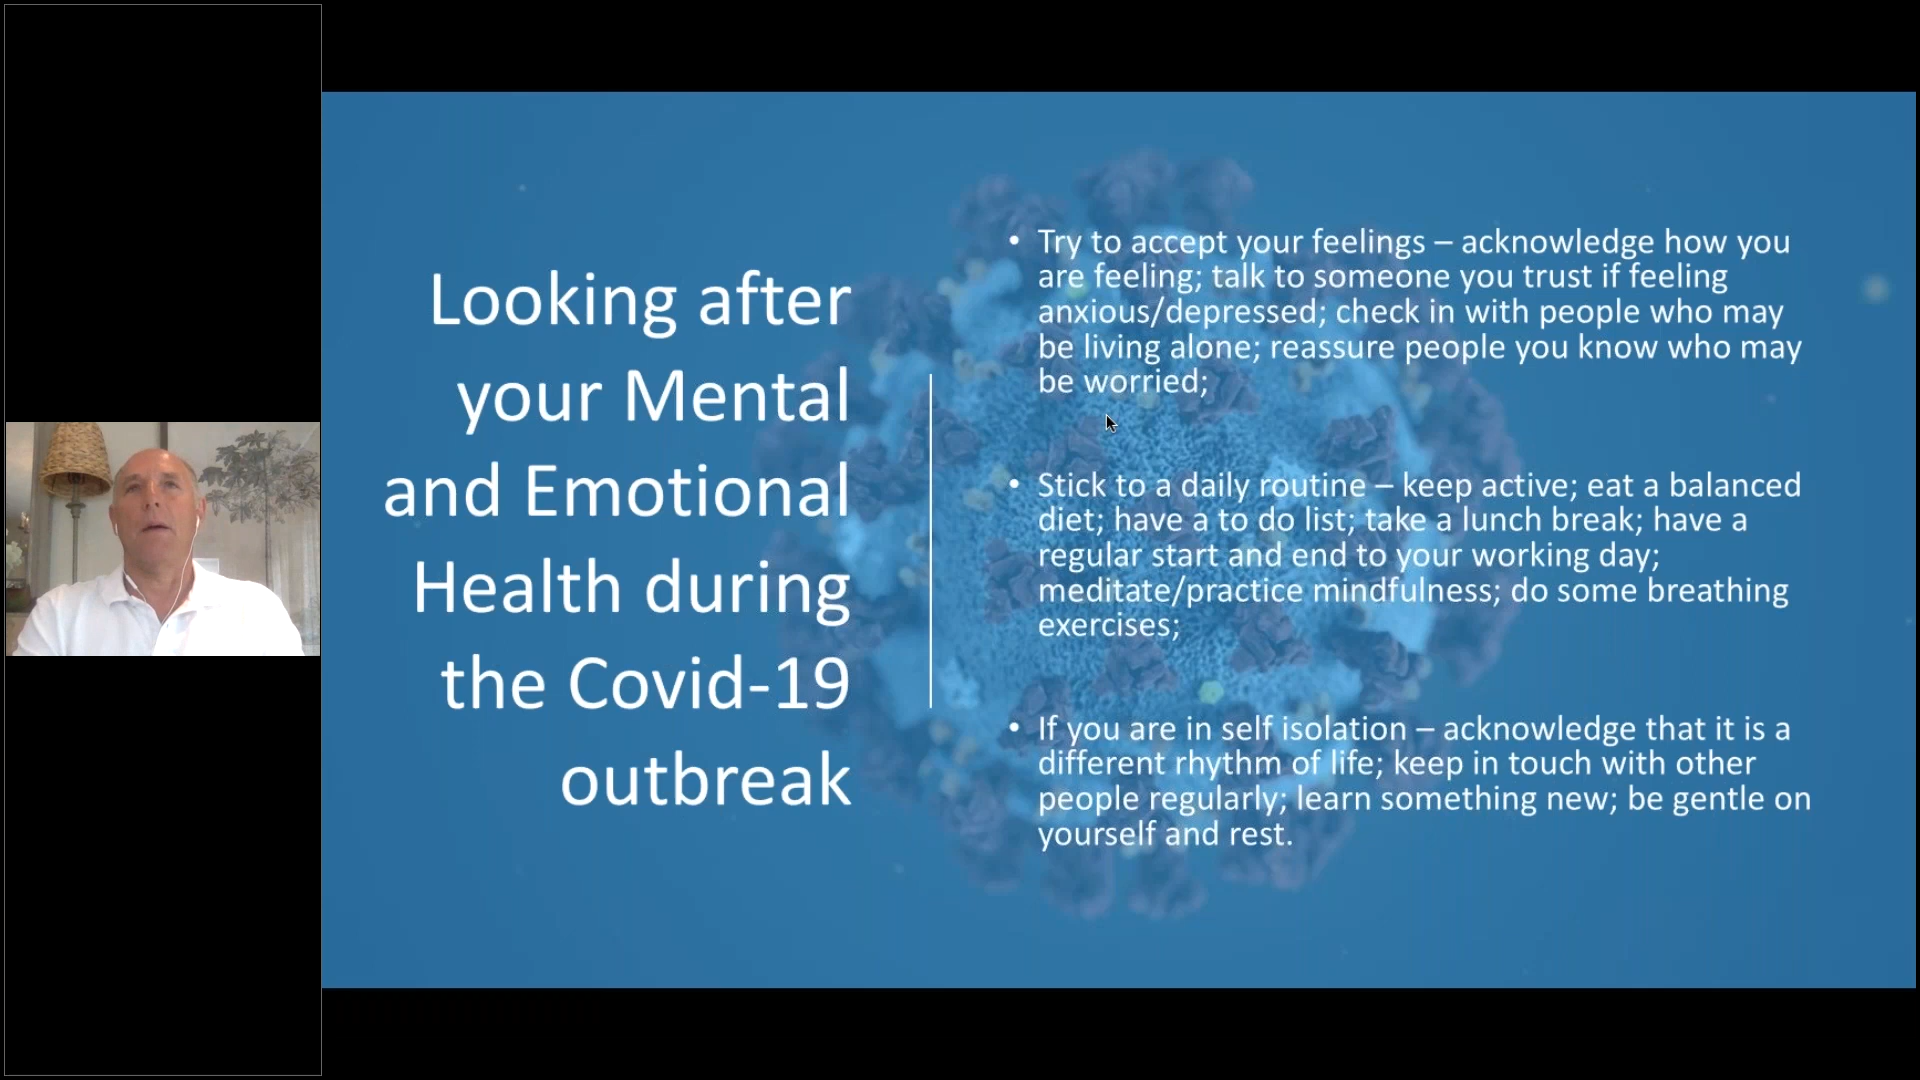 Looking after
your Mental
and Emotional
Health during
the Covid-19
outbreak
• Try to accept your feelings – acknowledge how you
are feeling; talk to someone you trust if feeling
anxious/depressed; check in with people who may
be living alone; reassure people you know who may
be worried;
• Stick to a daily routine – keep active; eat a balanced
diet; have a to do list; take a lunch break; have a
regular start and end to your working day;
meditate/practice mindfulness; do some breathing
exercises;
• If you are in self isolation – acknowledge that it is a
different rhythm of life; keep in touch with other
people regularly; learn something new; be gentle on
yourself and rest.